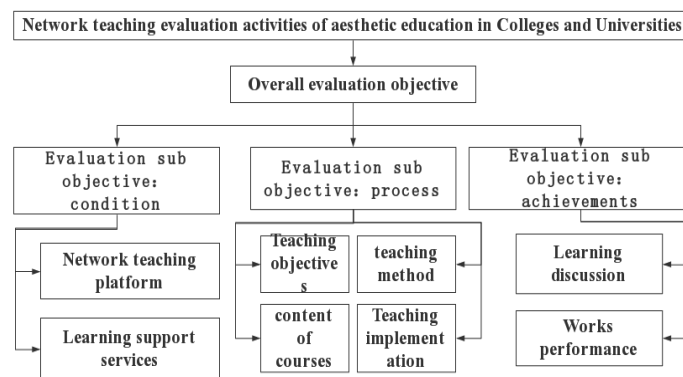 Network teaching evaluation activities of aesthetic education in Colleges and Universities
Overall evaluation objective
Evaluation sub
objective:
condition
Evaluation sub
objective: process
Evaluation sub
objective:
achievements
Network teaching
platform
Learning support
services
Teaching
objective
s
teaching
method
content
of
courses
Teaching
implement
ation
Learning
discussion
Works
performance